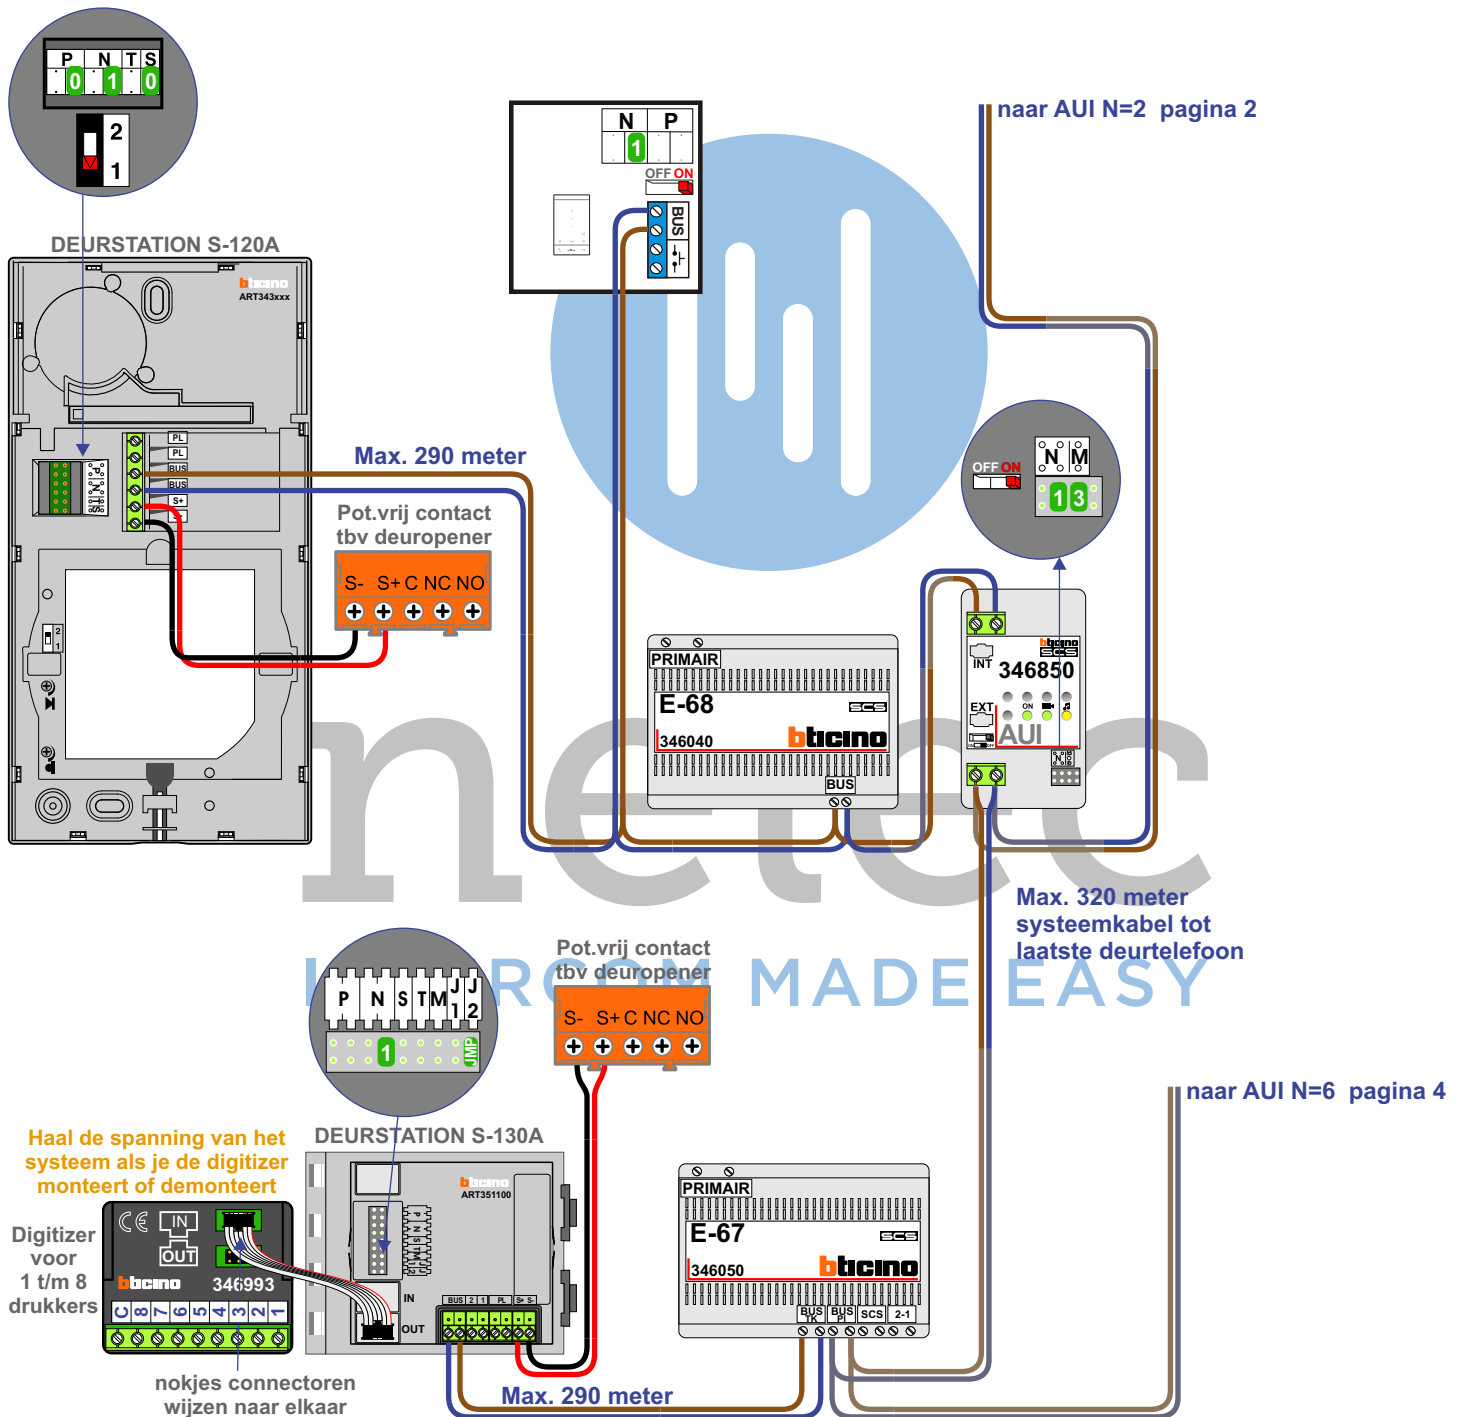 P N T S
0 1 0
2
1
DEURSTATION S-120A
bticino
ART343xxx
PL
PL
BUS
BUS
S+
P N S
2
1
Max. 290 meter
Pot.vrij contact
tbv deuropener
S- S+ C NC NO
N P
1
OFF ON
BUS
naar AUI N=2 pagina 2
OFF ON
N M
1 3
PRIMAIR
E-68
SCS
346040
bticino
BUS
bticino
SCS
INT
346850
EXT
ON
AUI
ON OFF
N
netec
INTERCOM MADE EASY
Max. 320 meter
systeemkabel tot
laatste deurtelefoon
P N S T M J1 J2
1 JMP
Pot.vrij contact
tbv deuropener
S- S+ C NC NO
naar AUI N=6 pagina 4
Haal de spanning van het
systeem als je de digitizer
monteert of demonteert
Digitizer
voor
1 t/m 8
drukkers
CE IN
OUT
bticino 346993
C 8 7 6 5 4 3 2 1
nokjes connectoren
wijzen naar elkaar
DEURSTATION S-130A
bticino
ART351100
P N S T M J1 J2
IN
OUT
BUS 2 1 PL S+ S-
Max. 290 meter
PRIMAIR
E-67
SCS
346050
bticino
BUS TK BUS PI SCS 2-1